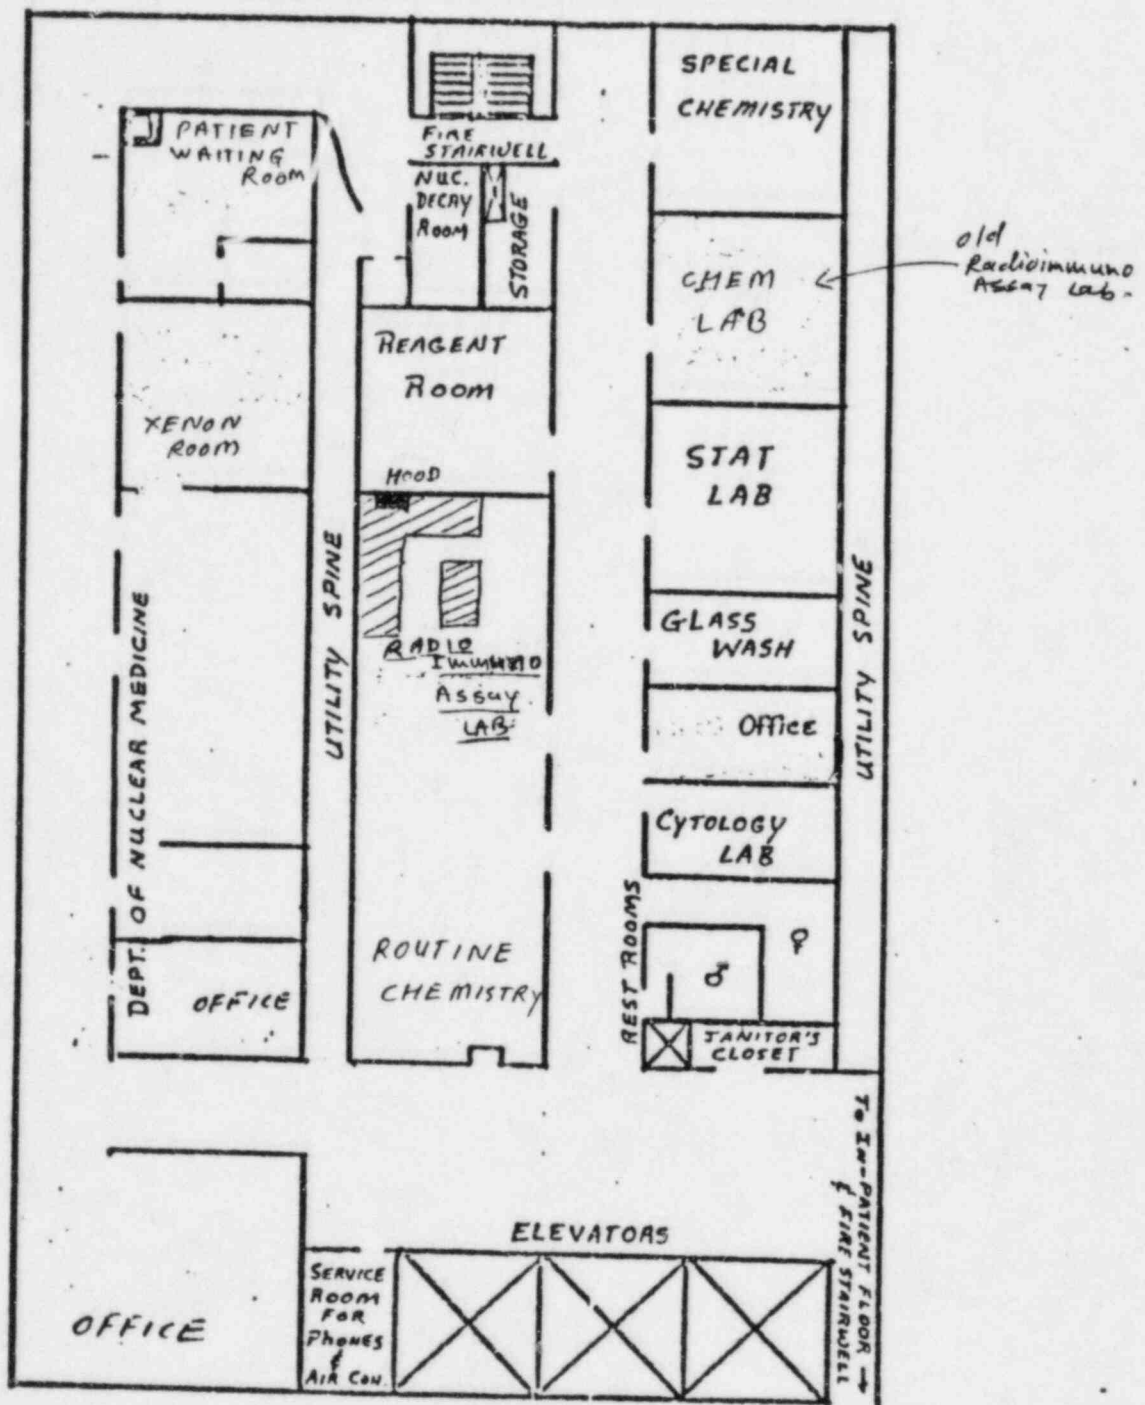 SPECIAL
CHEMISTRY
PATIENT
WAITING
ROOM
FIRE
STAIRWELL
NUC.
DECAY
ROOM
STORAGE
old
Radioimmuno
Assay Lab.
CHEM
LAB
REAGENT
ROOM
XENON
ROOM
STAT
LAB
HOOD
UTILITY SPINE
UTILITY SPINE
GLASS
WASH
RADIO
Immuno
Assay
LAB
DEPT. OF NUCLEAR MEDICINE
Office
CYTOLOGY
LAB
REST ROOMS
♀
♂
ROUTINE
CHEMISTRY
OFFICE
JANITOR'S
CLOSET
To IN-PATIENT FLOOR →
& FIRE STAIRWELL
ELEVATORS
SERVICE
ROOM
FOR
PHONES
&
AIR CON.
OFFICE